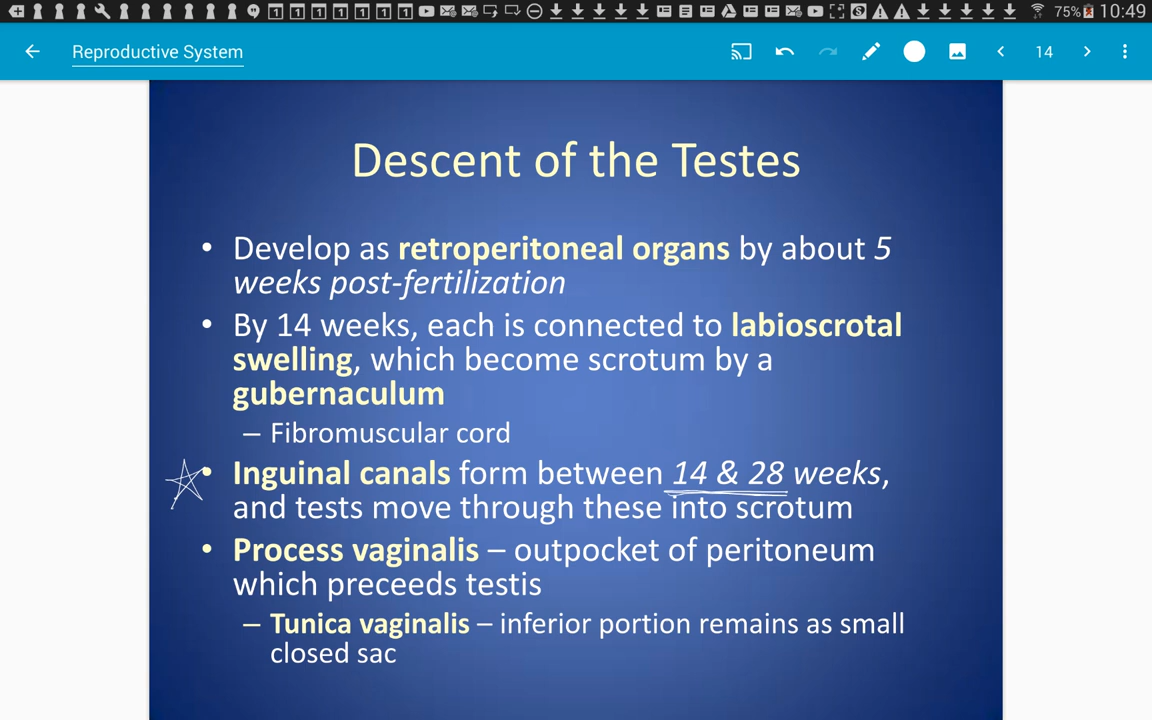 75% 10:49
Reproductive System 14
Descent of the Testes
• Develop as retroperitoneal organs by about 5
weeks post-fertilization
• By 14 weeks, each is connected to labioscrotal
swelling, which become scrotum by a
gubernaculum
– Fibromuscular cord
• Inguinal canals form between 14 & 28 weeks,
and tests move through these into scrotum
• Process vaginalis – outpocket of peritoneum
which preceeds testis
– Tunica vaginalis – inferior portion remains as small
closed sac